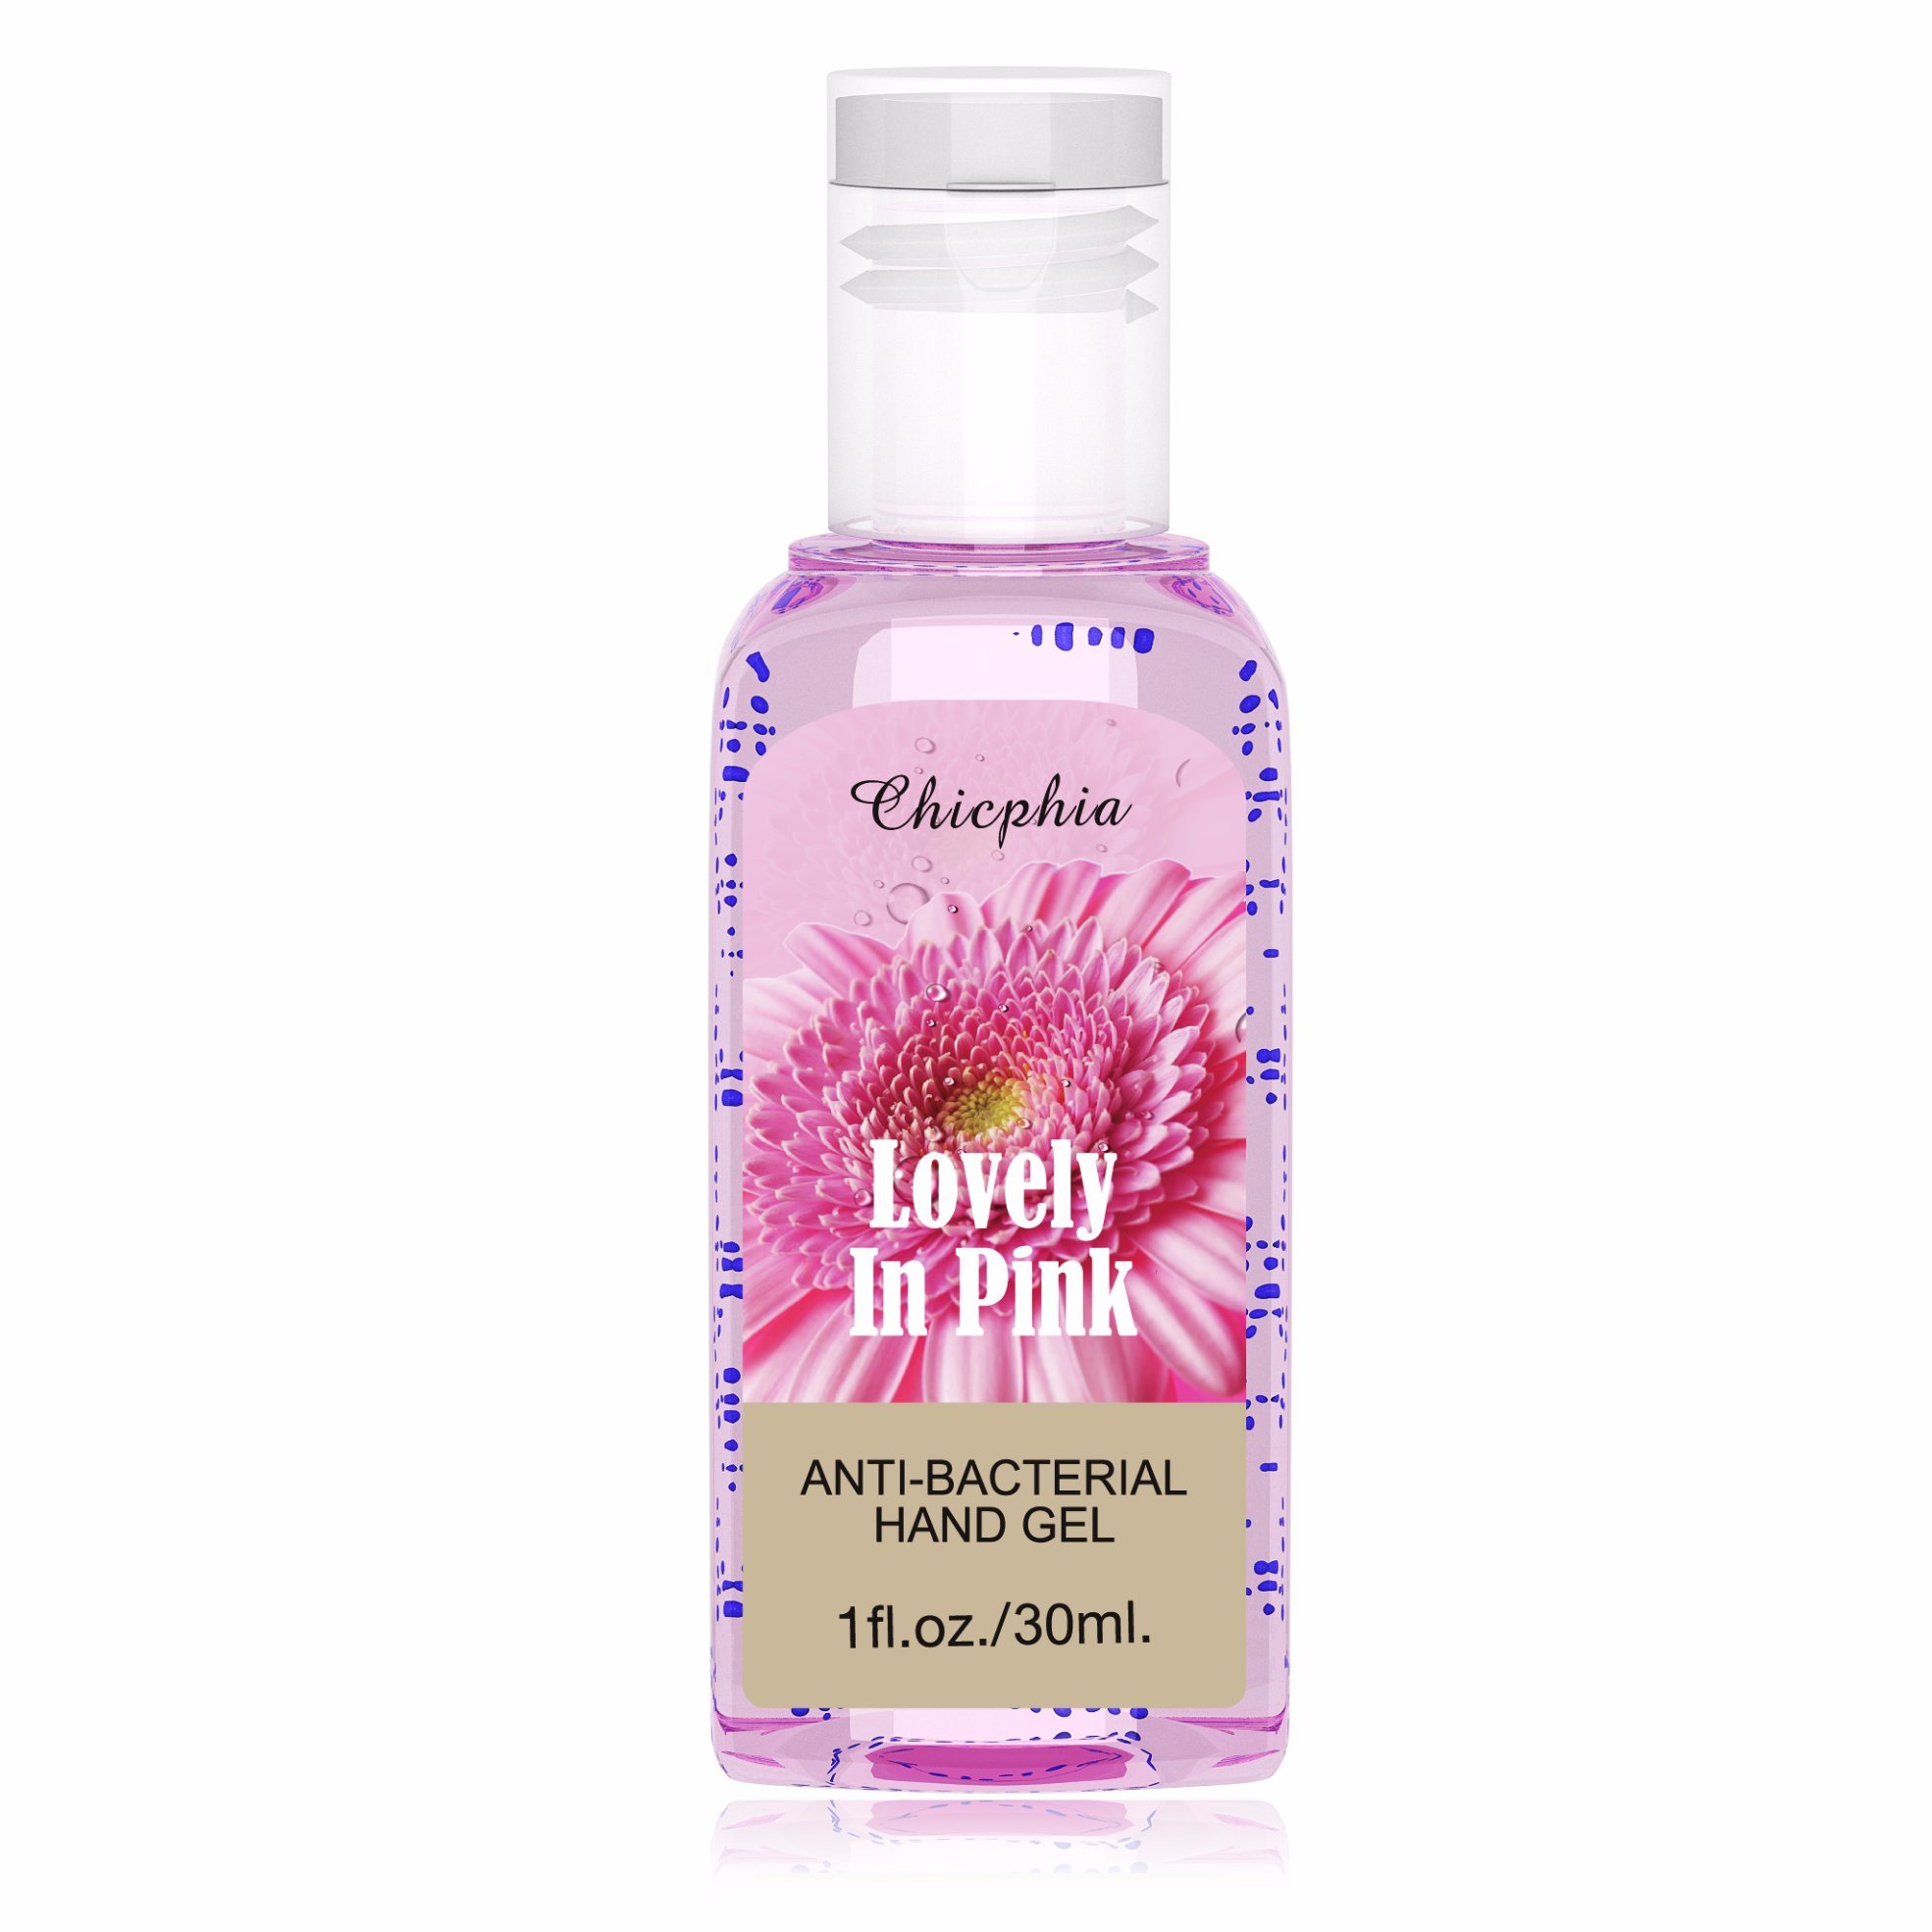 Chicphia
Lovely
In Pink
ANTI-BACTERIAL
HAND GEL
1fl.oz./30ml.